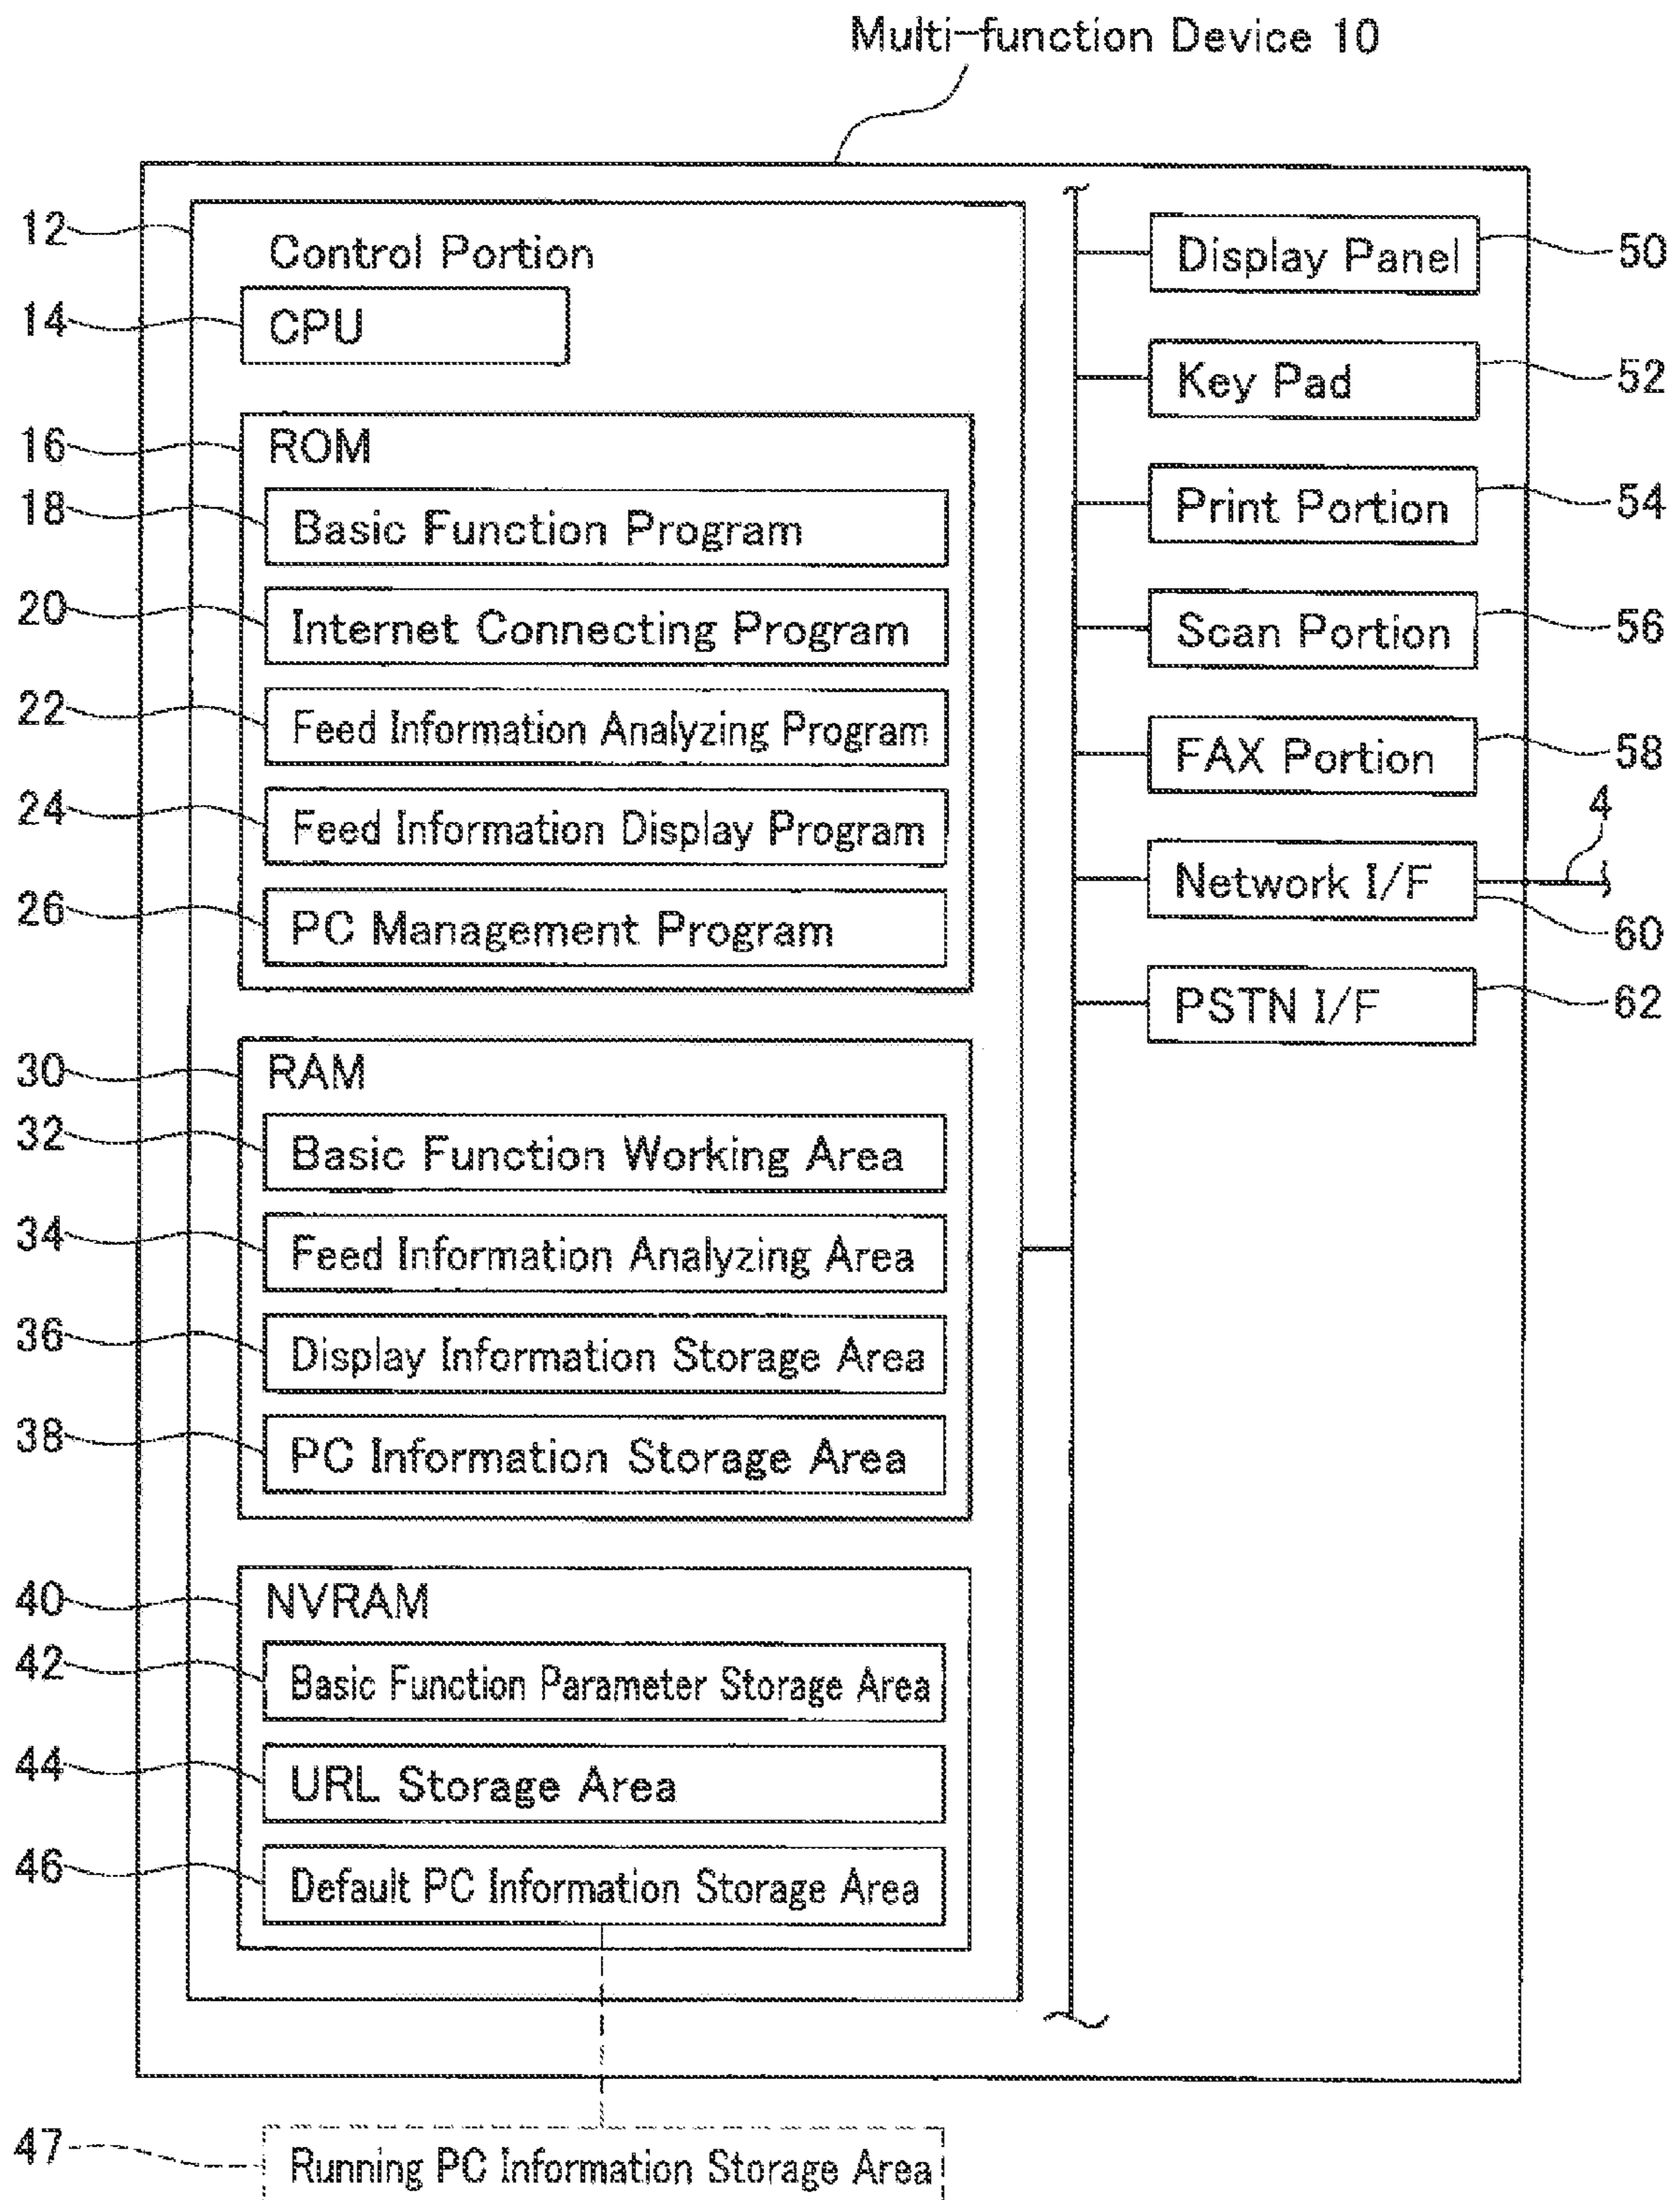 Multi-function Device 10
12
Control Portion
14
CPU
16
ROM
18
Basic Function Program
20
Internet Connecting Program
22
Feed Information Analyzing Program
24
Feed Information Display Program
26
PC Management Program
30
RAM
32
Basic Function Working Area
34
Feed Information Analyzing Area
36
Display Information Storage Area
38
PC Information Storage Area
40
NVRAM
42
Basic Function Parameter Storage Area
44
URL Storage Area
46
Default PC Information Storage Area
47
Running PC Information Storage Area
Display Panel
50
Key Pad
52
Print Portion
54
Scan Portion
56
FAX Portion
58
4
Network I/F
60
PSTN I/F
62